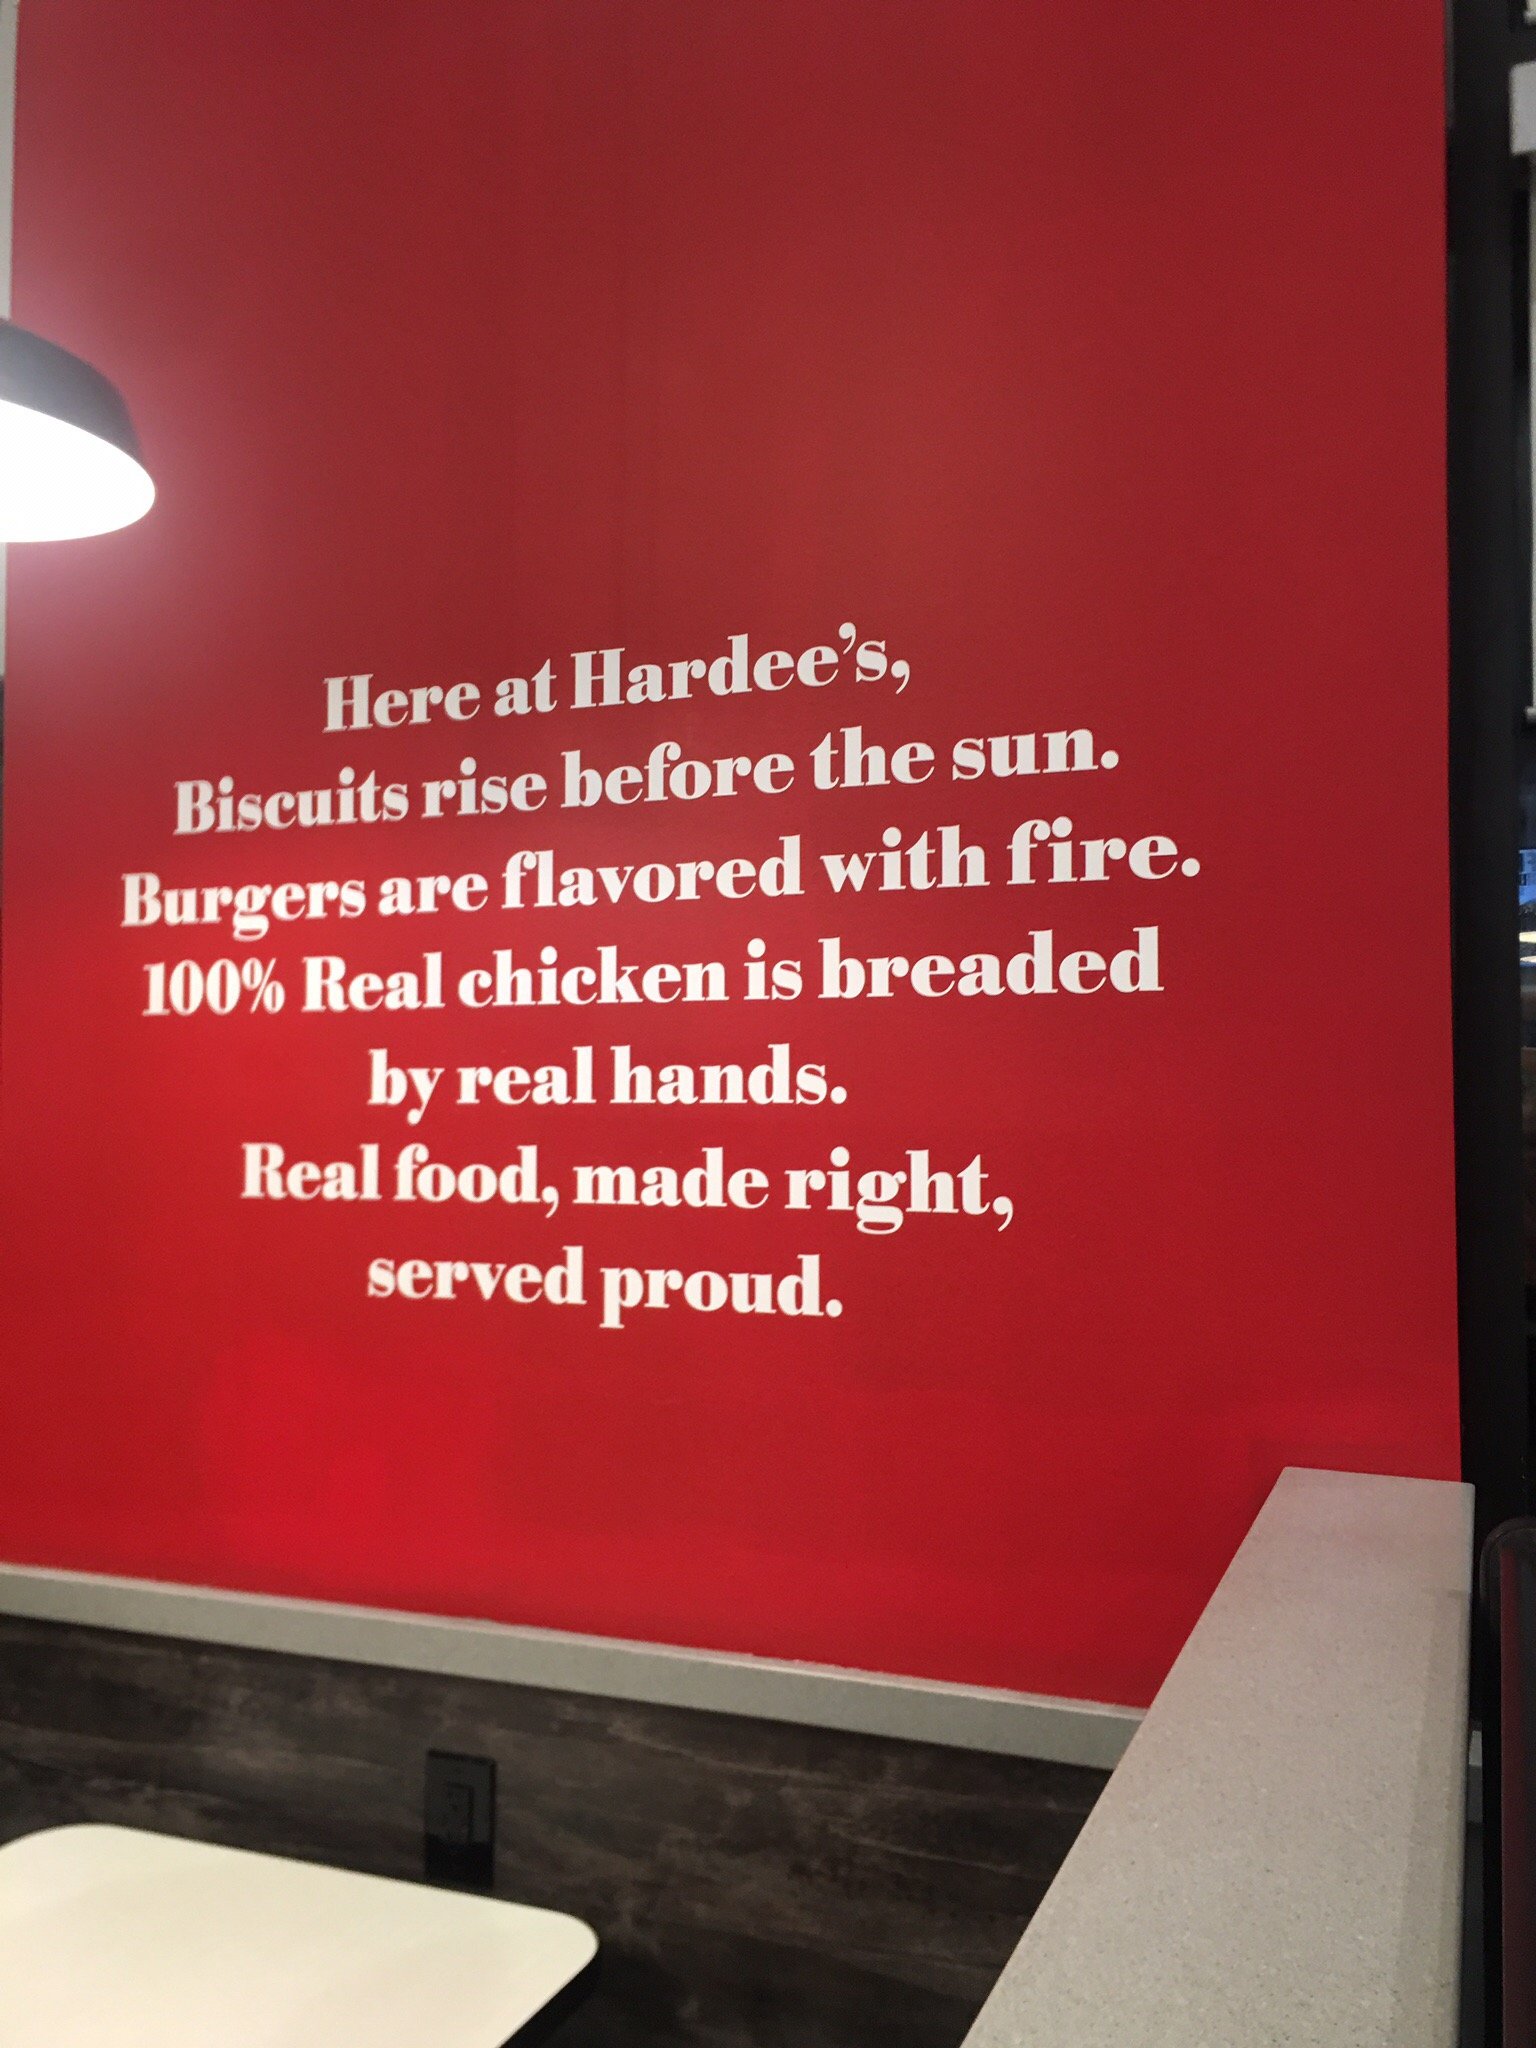 Here at Hardee’s,
Biscuits rise before the sun.
Burgers are flavored with fire.
100% Real chicken is breaded
by real hands.
Real food, made right,
served proud.